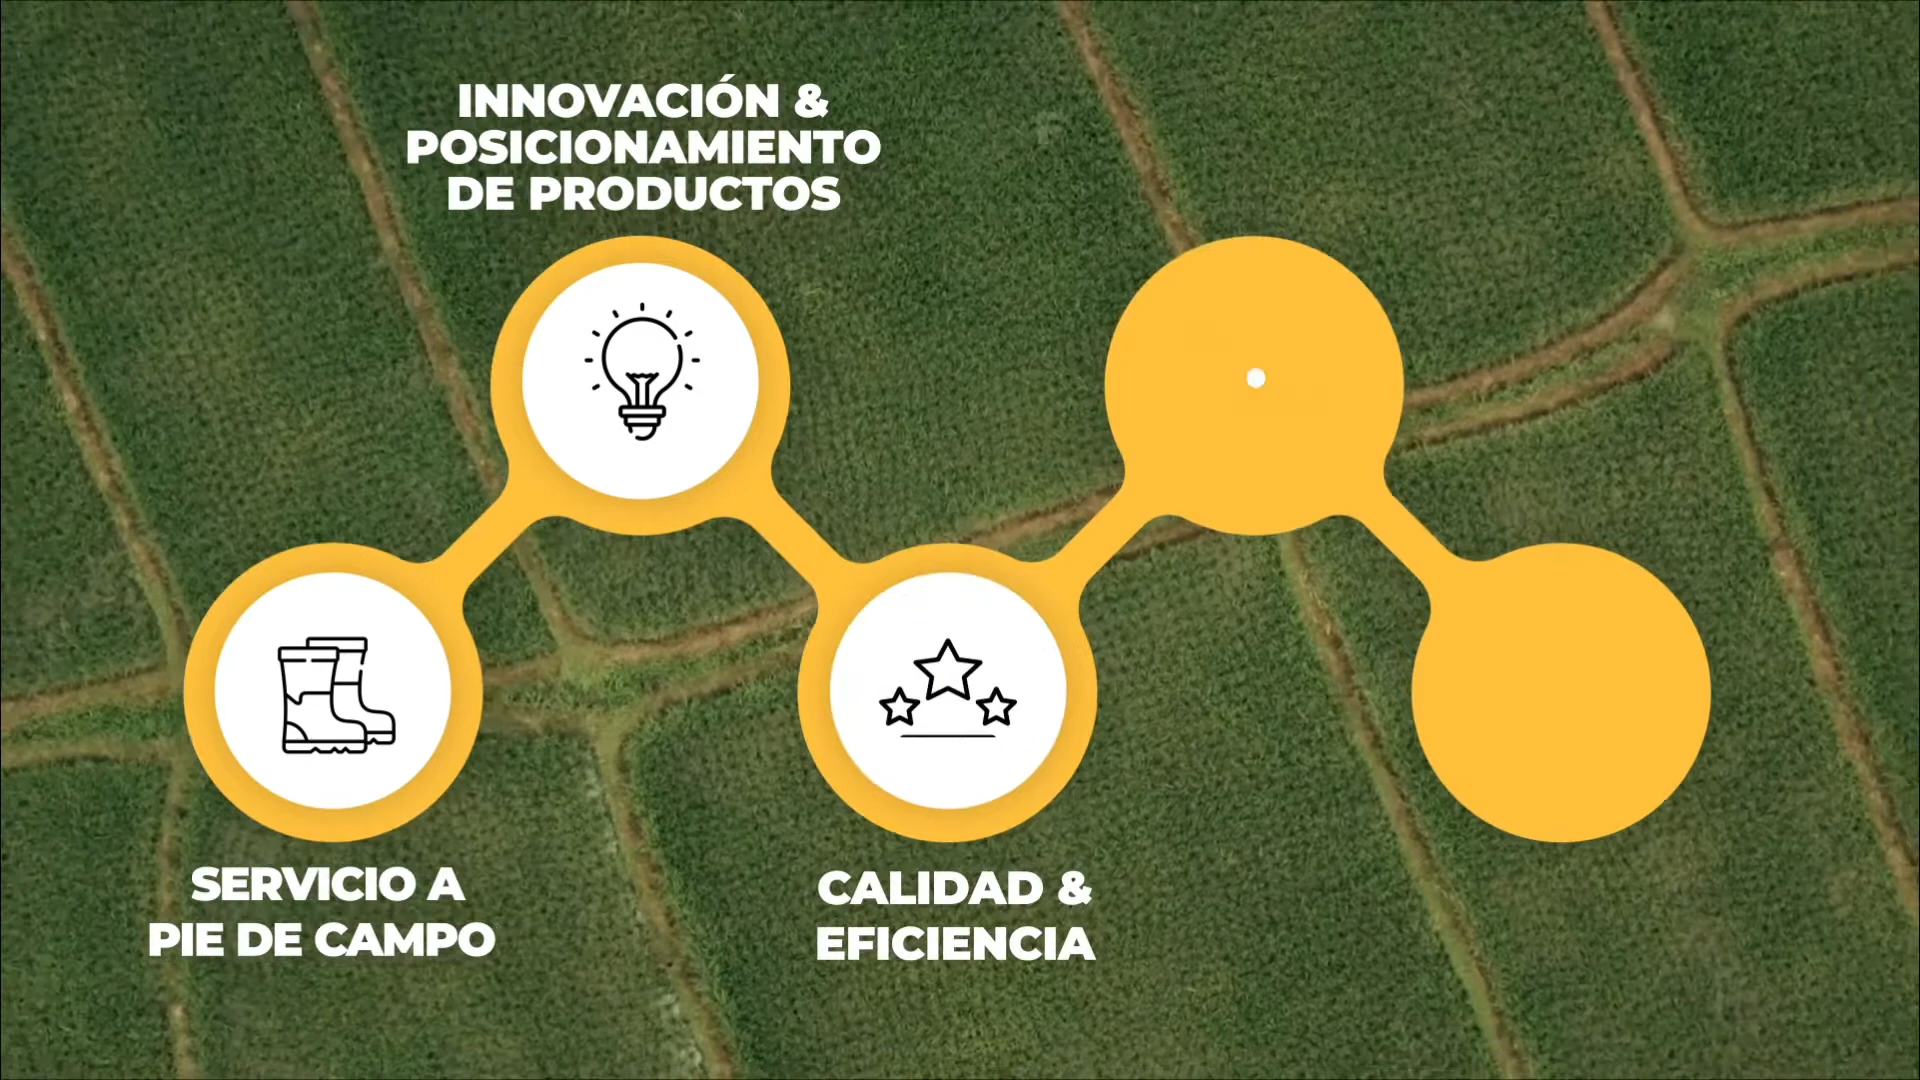 INNOVACIÓN &
POSICIONAMIENTO
DE PRODUCTOS
SERVICIO A
PIE DE CAMPO
CALIDAD &
EFICIENCIA